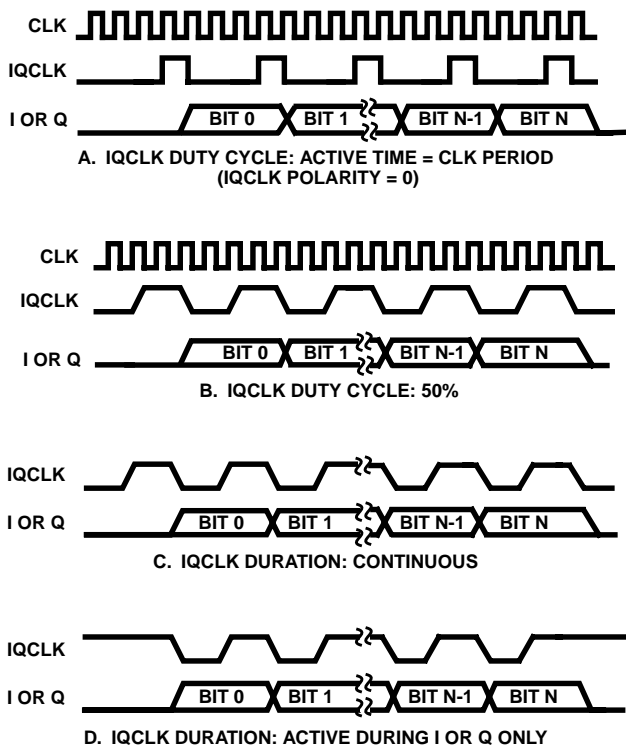 CLK
IQCLK
I OR Q
BIT 0 BIT 1 BIT N-1 BIT N
A. IQCLK DUTY CYCLE: ACTIVE TIME = CLK PERIOD
(IQCLK POLARITY = 0)
CLK
IQCLK
I OR Q
BIT 0 BIT 1 BIT N-1 BIT N
B. IQCLK DUTY CYCLE: 50%
IQCLK
I OR Q
BIT 0 BIT 1 BIT N-1 BIT N
C. IQCLK DURATION: CONTINUOUS
IQCLK
I OR Q
BIT 0 BIT 1 BIT N-1 BIT N
D. IQCLK DURATION: ACTIVE DURING I OR Q ONLY